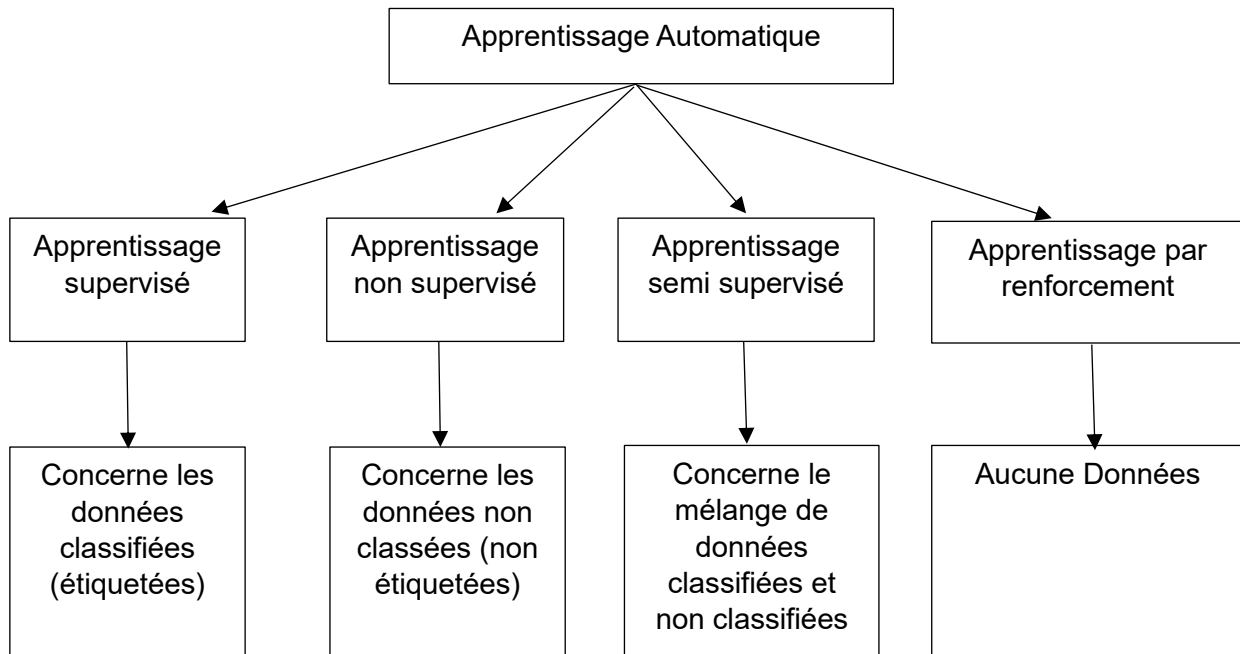 Apprentissage Automatique
Apprentissage
supervisé
Apprentissage
non supervisé
Apprentissage
semi supervisé
Apprentissage par
renforcement
Concerne les
données
classifiées
(étiquetées)
Concerne les
données non
classées (non
étiquetées)
Concerne le
mélange de
données
classifiées et
non classifiées
Aucune Données